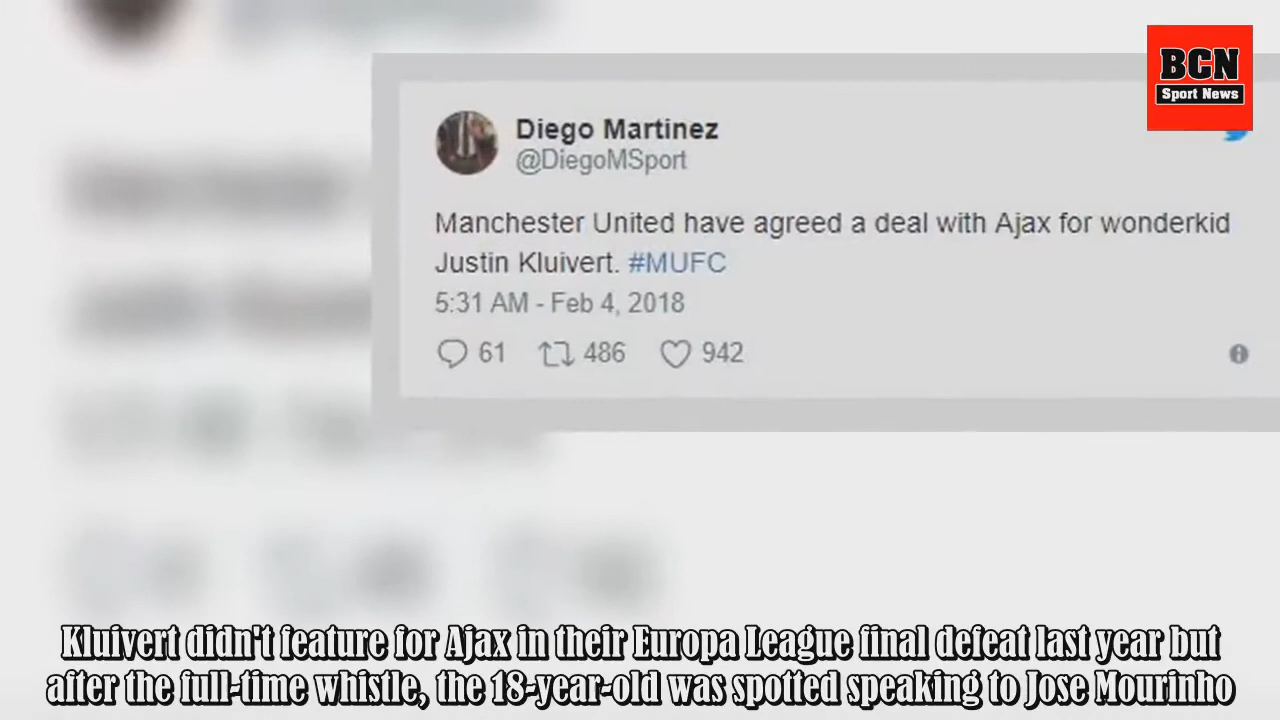 BCN
Sport News
Diego Martinez
@DiegoMSport
Manchester United have agreed a deal with Ajax for wonderkid
Justin Kluivert. #MUFC
5:31 AM - Feb 4, 2018
61 486 942
Kluivert didn't feature for Ajax in their Europa League final defeat last year but
after the full-time whistle, the 18-year-old was spotted speaking to Jose Mourinho